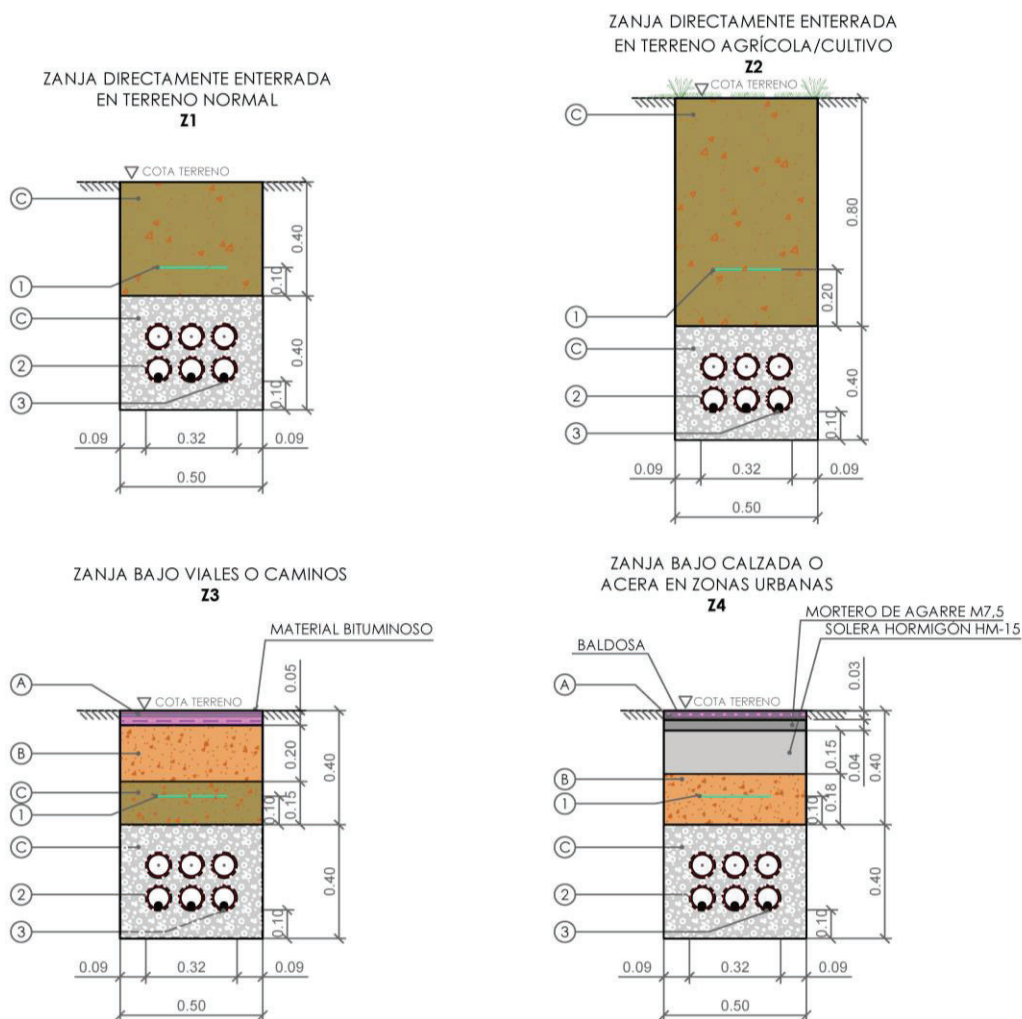 ZANJA DIRECTAMENTE ENTERRADA
EN TERRENO NORMAL
Z1
COTA TERRENO
C
1
C
2
3
0.40
0.10
0.40
0.10
0.09
0.32
0.09
0.50
ZANJA DIRECTAMENTE ENTERRADA
EN TERRENO AGRÍCOLA/CULTIVO
Z2
COTA TERRENO
C
1
C
2
3
0.80
0.20
0.40
0.10
0.09
0.32
0.09
0.50
ZANJA BAJO VIALES O CAMINOS
Z3
MATERIAL BITUMINOSO
COTA TERRENO
A
B
C
1
C
2
3
0.05
0.20
0.15
0.10
0.40
0.40
0.10
0.09
0.32
0.09
0.50
ZANJA BAJO CALZADA O
ACERA EN ZONAS URBANAS
Z4
MORTERO DE AGARRE M7,5
SOLERA HORMIGÓN HM-15
BALDOSA
COTA TERRENO
A
B
1
C
2
3
0.03
0.15
0.04
0.40
0.18
0.10
0.40
0.10
0.09
0.32
0.09
0.50